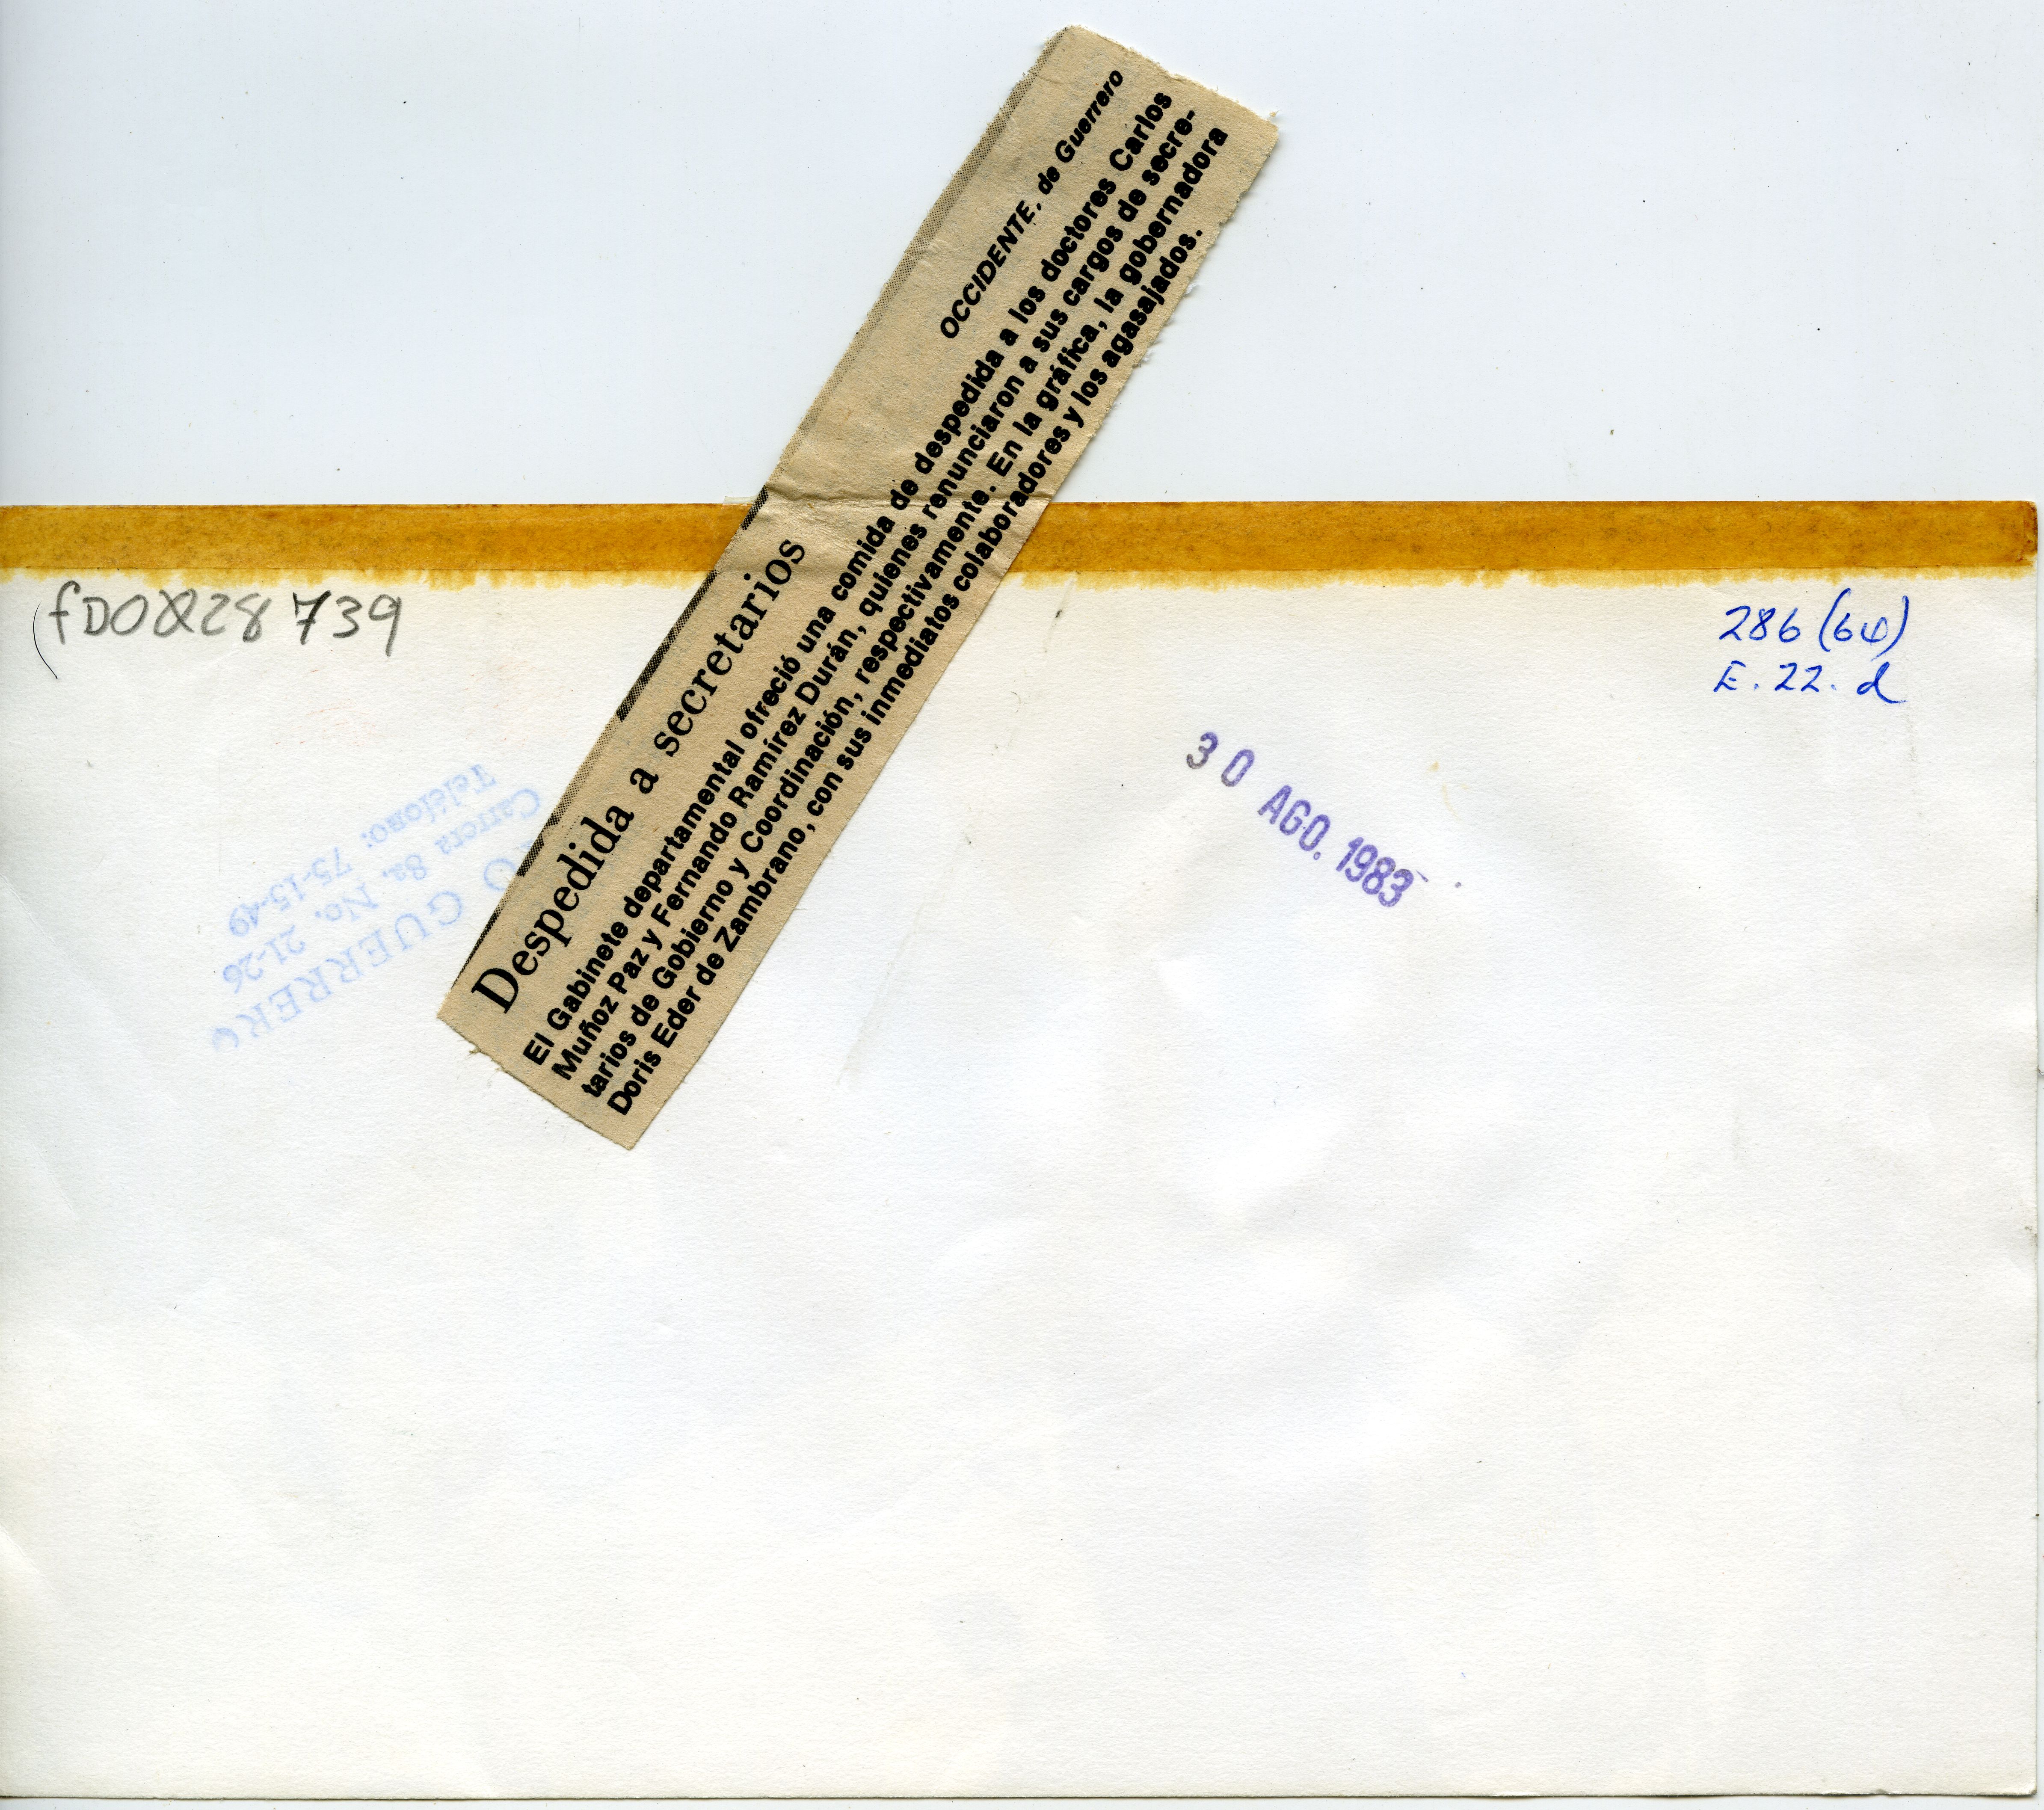 OCCIDENTE, de Guerrero
Despedida a secretarios
El Gabinete departamental ofreció una comida de despedida a los doctores Carlos
Muñoz Paz y Fernando Ramírez Durán, quienes renunciaron a sus cargos de secre-
tarios de Gobierno y Coordinación, respectivamente. En la gráfica, la gobernadora
Doris Eder de Zambrano, con sus inmediatos colaboradores y los agasajados.
286 (64)
E. 22. d
30 AGO. 1983
GUERRERO
Carrera 8a. No. 21-26
Teléfono: 75-15-49